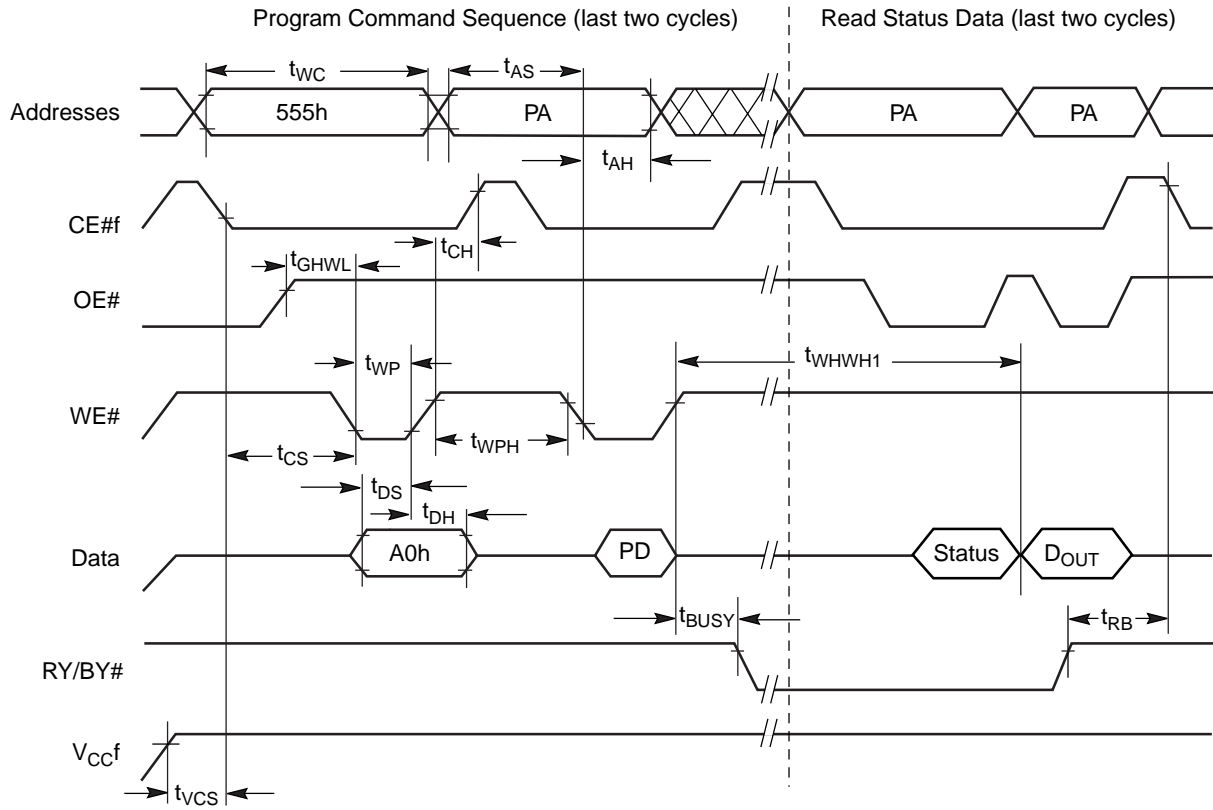 Program Command Sequence (last two cycles) Read Status Data (last two cycles)
tWC tAS
Addresses 555h PA PA PA
tAH
CE#f
tCH
tGHWL
OE#
tWP tWHWH1
WE#
tWPH
tCS
tDS
tDH
Data A0h PD Status DOUT
tBUSY tRB
RY/BY#
VCCf
tVCS